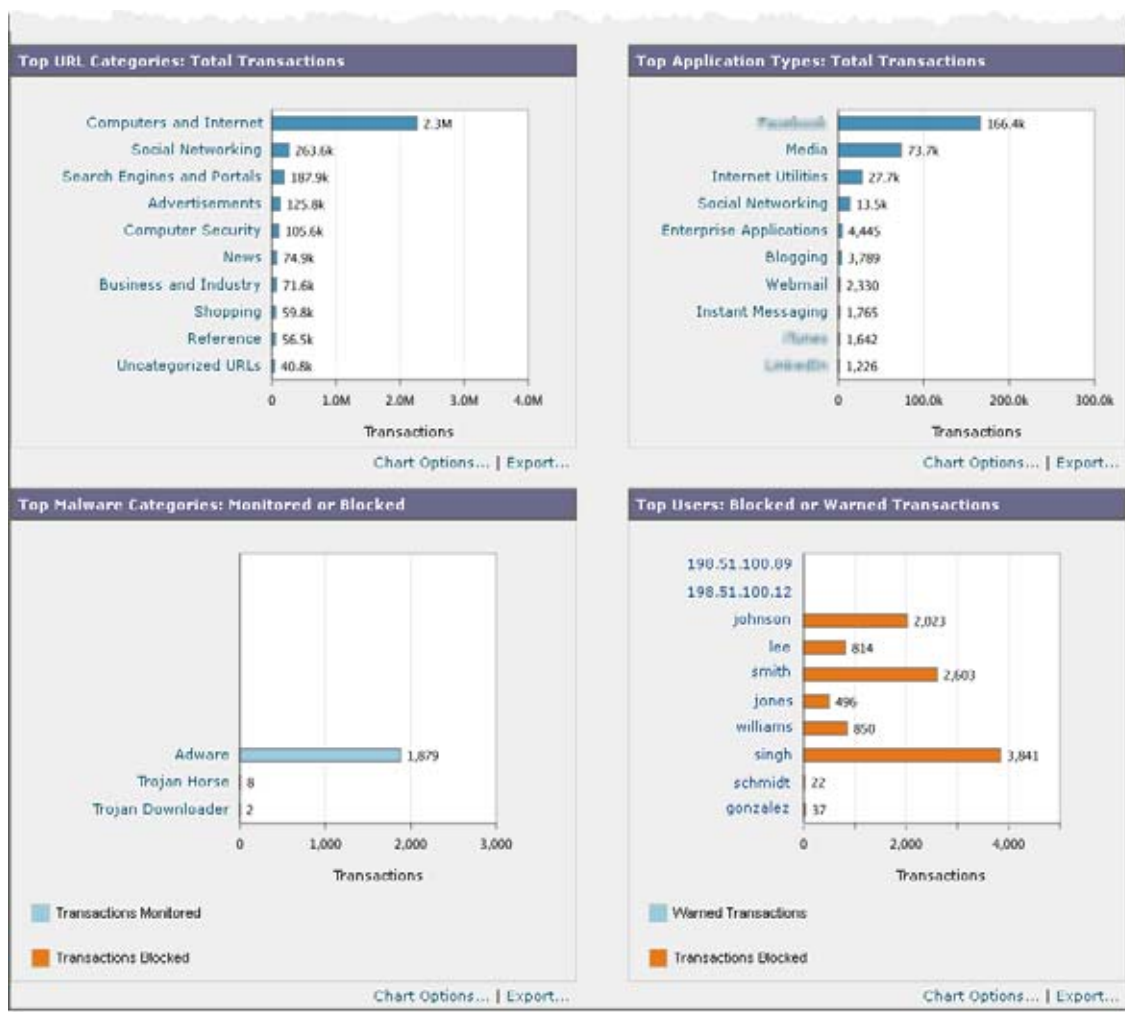 Top URL Categories: Total Transactions
Computers and Internet 2.3M
Social Networking 263.6k
Search Engines and Portals 187.9k
Advertisements 125.8k
Computer Security 105.6k
News 74.9k
Business and Industry 71.6k
Shopping 59.8k
Reference 56.5k
Uncategorized URLs 40.8k
0 1.0M 2.0M 3.0M 4.0M
Transactions
Chart Options... | Export...
Top Application Types: Total Transactions
Facebook 166.4k
Media 73.7k
Internet Utilities 27.7k
Social Networking 13.5k
Enterprise Applications 4,445
Blogging 3,789
Webmail 2,330
Instant Messaging 1,765
iTunes 1,642
LinkedIn 1,226
0 100.0k 200.0k 300.0k
Transactions
Chart Options... | Export...
Top Malware Categories: Monitored or Blocked
Adware 1,879
Trojan Horse 8
Trojan Downloader 2
0 1,000 2,000 3,000
Transactions
Transactions Monitored
Transactions Blocked
Chart Options... | Export...
Top Users: Blocked or Warned Transactions
198.51.100.89
198.51.100.12
johnson 2,023
lee 814
smith 2,603
jones 496
williams 850
singh 3,841
schmidt 22
gonzalez 37
0 2,000 4,000
Transactions
Warned Transactions
Transactions Blocked
Chart Options... | Export...